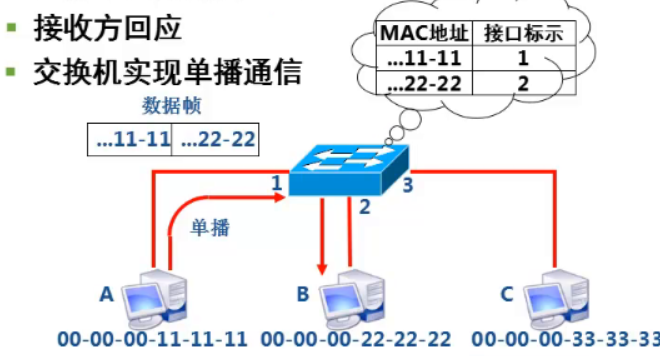 接收方回应
交换机实现单播通信
MAC地址 接口标示
...11-11 1
...22-22 2
数据帧
...11-11 ...22-22
1
3
2
单播
A
B
C
00-00-00-11-11-11 00-00-00-22-22-22 00-00-00-33-33-33